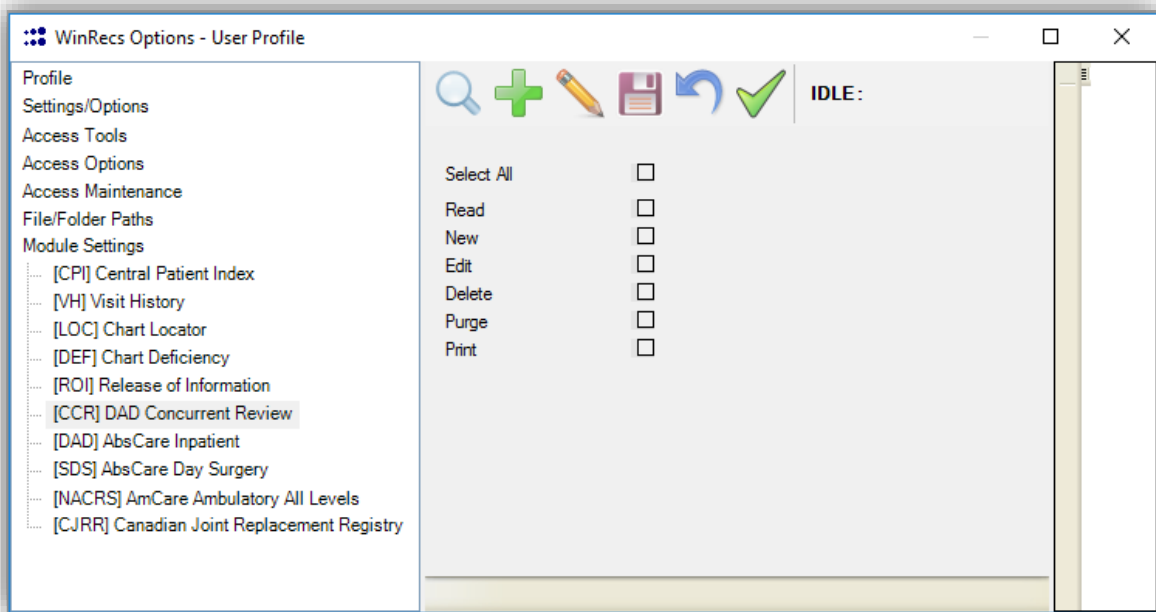 WinRecs Options - User Profile
Profile
Settings/Options
Access Tools
Access Options
Access Maintenance
File/Folder Paths
Module Settings
[CPI] Central Patient Index
[VH] Visit History
[LOC] Chart Locator
[DEF] Chart Deficiency
[ROI] Release of Information
[CCR] DAD Concurrent Review
[DAD] AbsCare Inpatient
[SDS] AbsCare Day Surgery
[NACRS] AmCare Ambulatory All Levels
[CJRR] Canadian Joint Replacement Registry
IDLE:
Select All
Read
New
Edit
Delete
Purge
Print